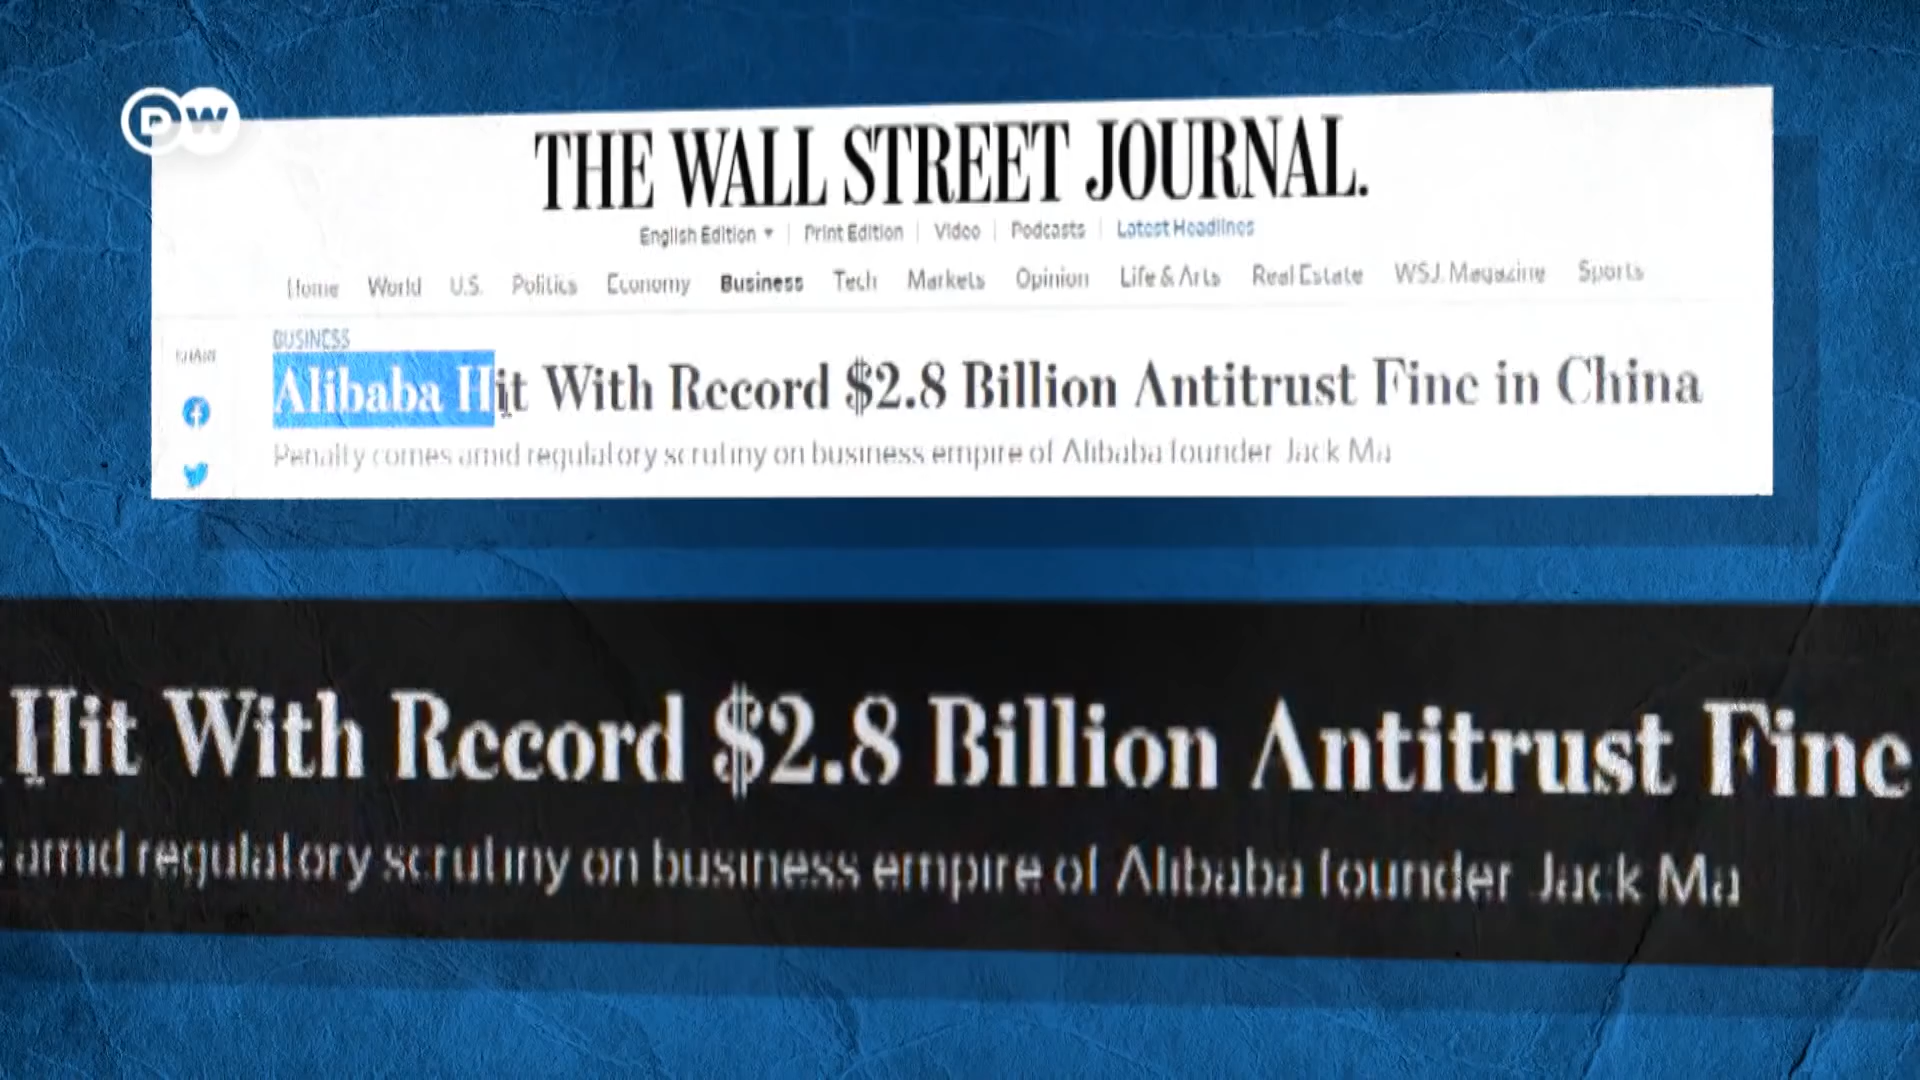 DW
THE WALL STREET JOURNAL.
English Edition Print Edition Video Podcasts Latest Headlines
Home World U.S. Politics Economy Business Tech Markets Opinion Life & Arts Real Estate WSJ. Magazine Sports
BUSINESS
SHARE
Alibaba Hit With Record $2.8 Billion Antitrust Fine in China
Penalty comes amid regulatory scrutiny on business empire of Alibaba founder Jack Ma
Hit With Record $2.8 Billion Antitrust Fine
amid regulatory scrutiny on business empire of Alibaba founder Jack Ma